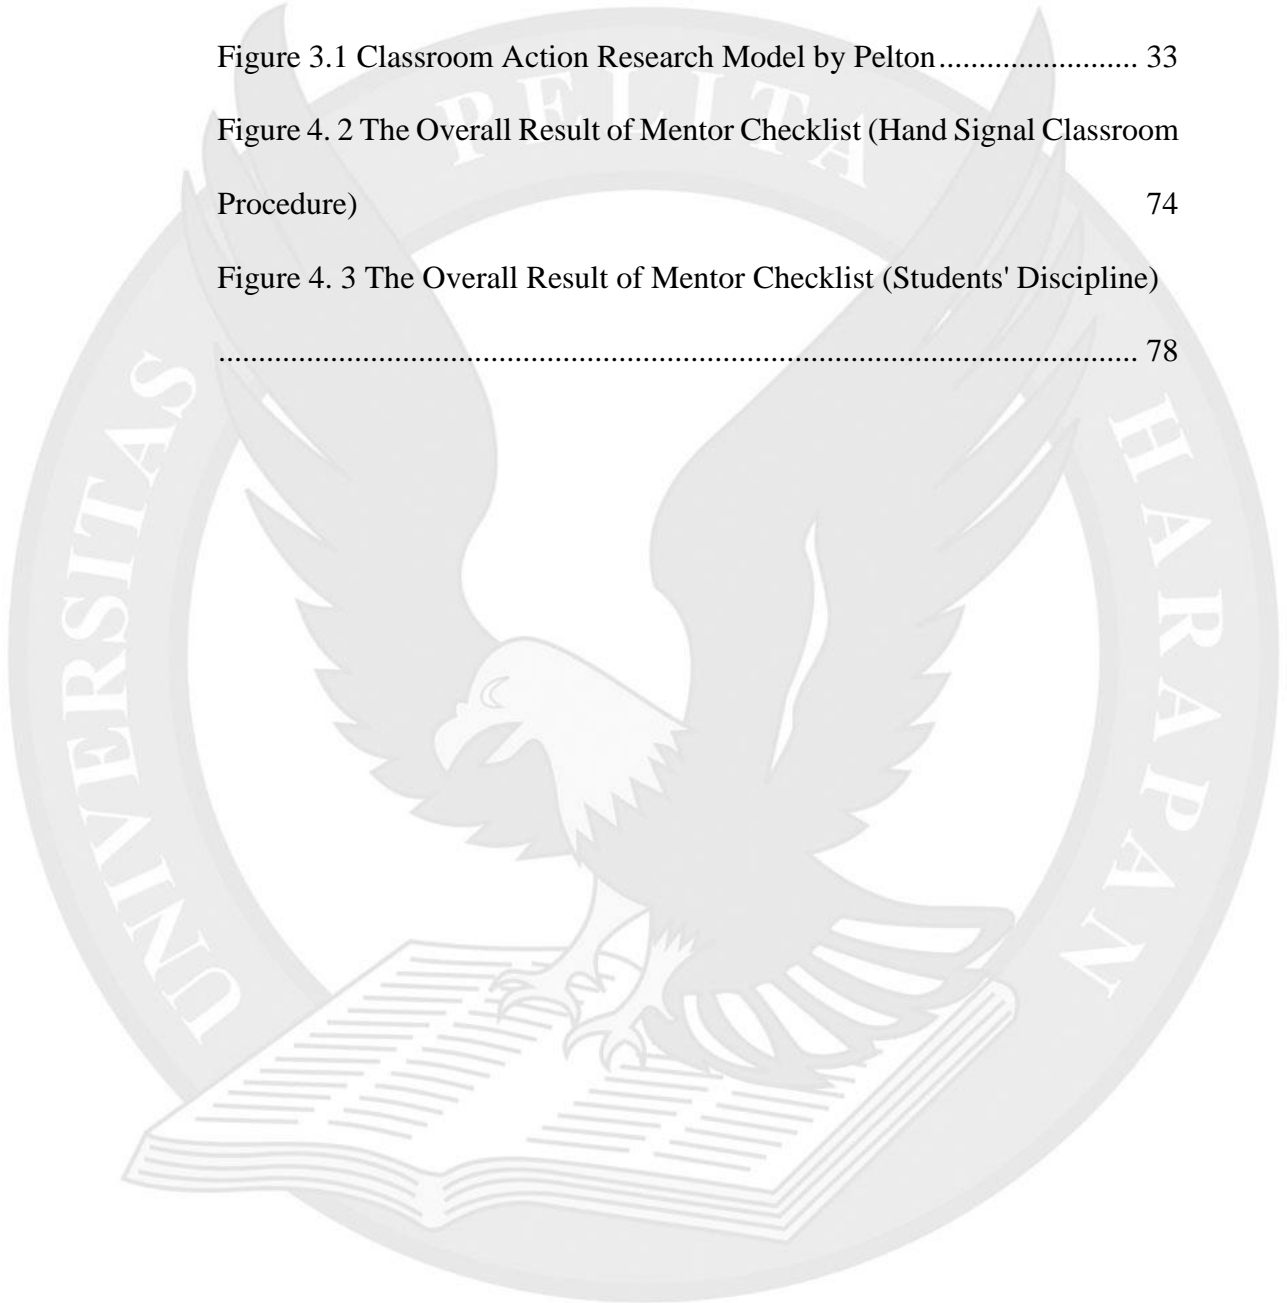 Figure 3.1 Classroom Action Research Model by Pelton........................ 33
Figure 4. 2 The Overall Result of Mentor Checklist (Hand Signal Classroom
Procedure) 74
Figure 4. 3 The Overall Result of Mentor Checklist (Students' Discipline)
.................................................................................................................... 78
UNIVERSITAS
PELITA
HARAPAN